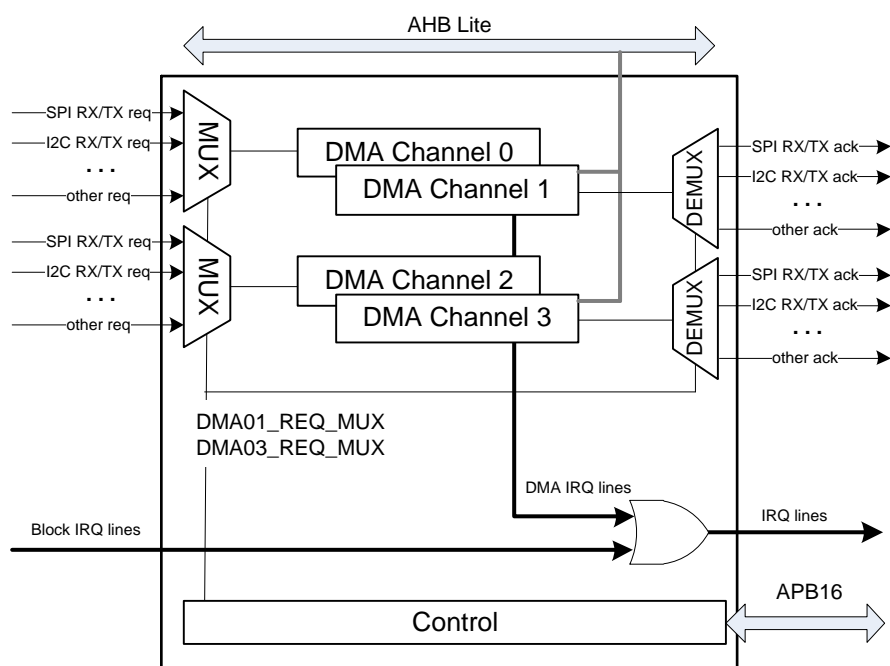 AHB Lite
SPI RX/TX req
I2C RX/TX req
. . .
other req
MUX
DMA Channel 0
DMA Channel 1
DEMUX
SPI RX/TX ack
I2C RX/TX ack
. . .
other ack
SPI RX/TX req
I2C RX/TX req
. . .
other req
MUX
DMA Channel 2
DMA Channel 3
DEMUX
SPI RX/TX ack
I2C RX/TX ack
. . .
other ack
DMA01_REQ_MUX
DMA03_REQ_MUX
DMA IRQ lines
Block IRQ lines
IRQ lines
Control
APB16